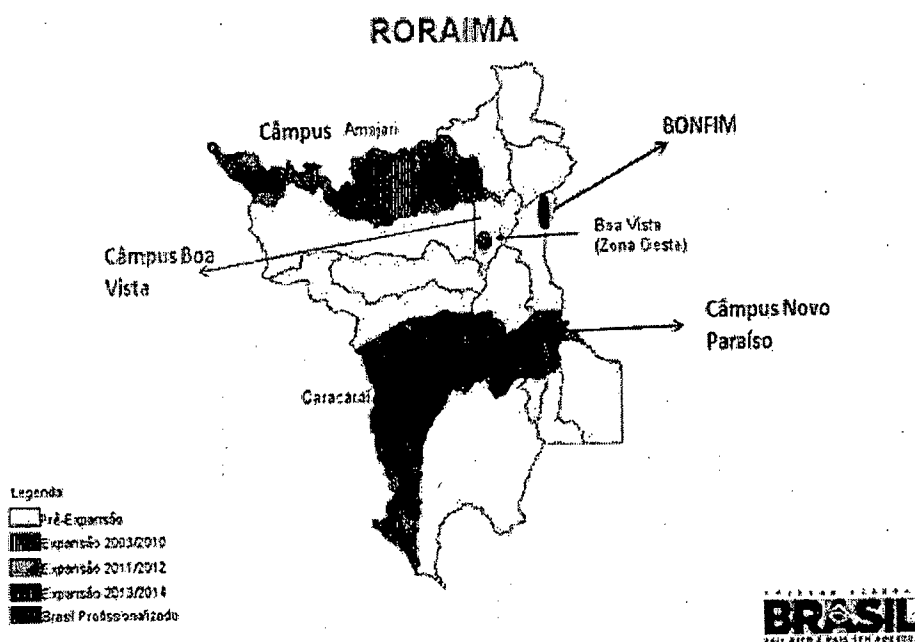 RORAIMA
Câmpus Amajari
BONFIM
Boa Vista
(Zona Oeste)
Câmpus Boa
Vista
Câmpus Novo
Paraíso
Caracaraí
Legenda
Pré-Expansão
Expansão 2003/2010
Expansão 2011/2012
Expansão 2013/2014
Brasil Profissionalizado
BRASIL